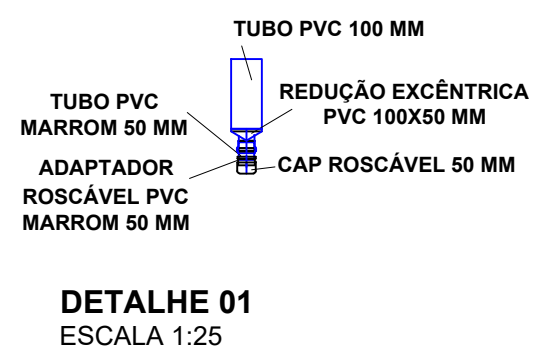 TUBO PVC 100 MM
REDUÇÃO EXCÊNTRICA
PVC 100X50 MM
TUBO PVC
MARROM 50 MM
ADAPTADOR
ROSCÁVEL PVC
MARROM 50 MM
CAP ROSCÁVEL 50 MM
DETALHE 01
ESCALA 1:25